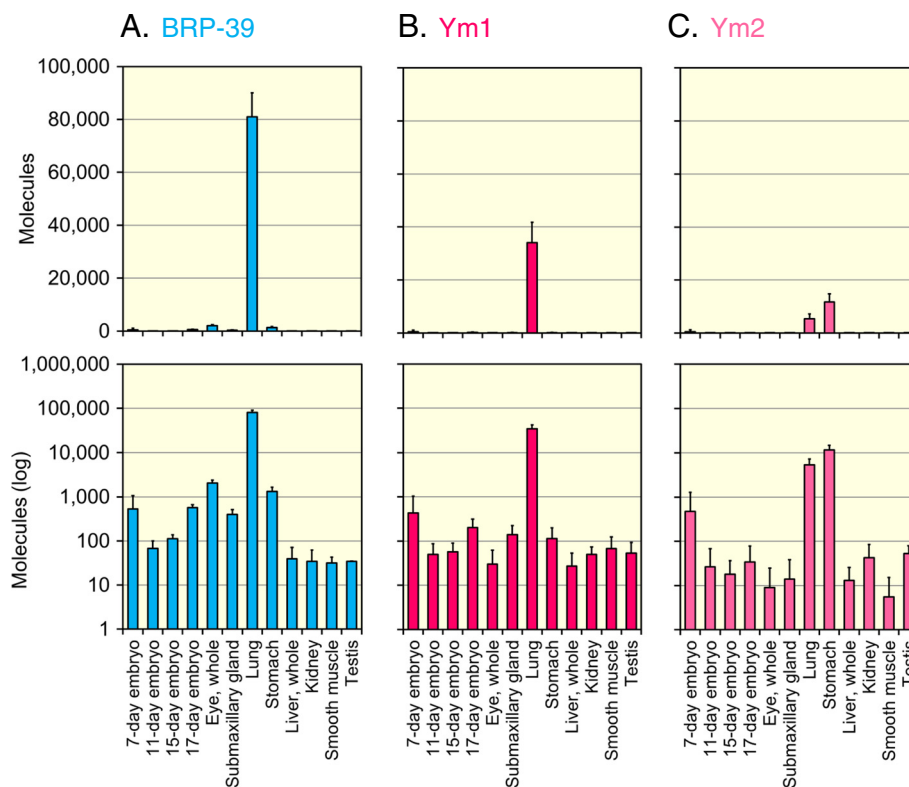 A. BRP-39
B. Ym1
C. Ym2
Molecules
100,000
80,000
60,000
40,000
20,000
0
Molecules (log)
1,000,000
100,000
10,000
1,000
100
10
1
7-day embryo
11-day embryo
15-day embryo
17-day embryo
Eye, whole
Submaxillary gland
Lung
Stomach
Liver, whole
Kidney
Smooth muscle
Testis
7-day embryo
11-day embryo
15-day embryo
17-day embryo
Eye, whole
Submaxillary gland
Lung
Stomach
Liver, whole
Kidney
Smooth muscle
Testis
7-day embryo
11-day embryo
15-day embryo
17-day embryo
Eye, whole
Submaxillary gland
Lung
Stomach
Liver, whole
Kidney
Smooth muscle
Testis